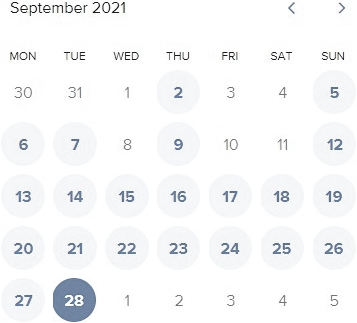 September 2021
MON TUE WED THU FRI SAT SUN
30 31 1 2 3 4 5
6 7 8 9 10 11 12
13 14 15 16 17 18 19
20 21 22 23 24 25 26
27 28 1 2 3 4 5